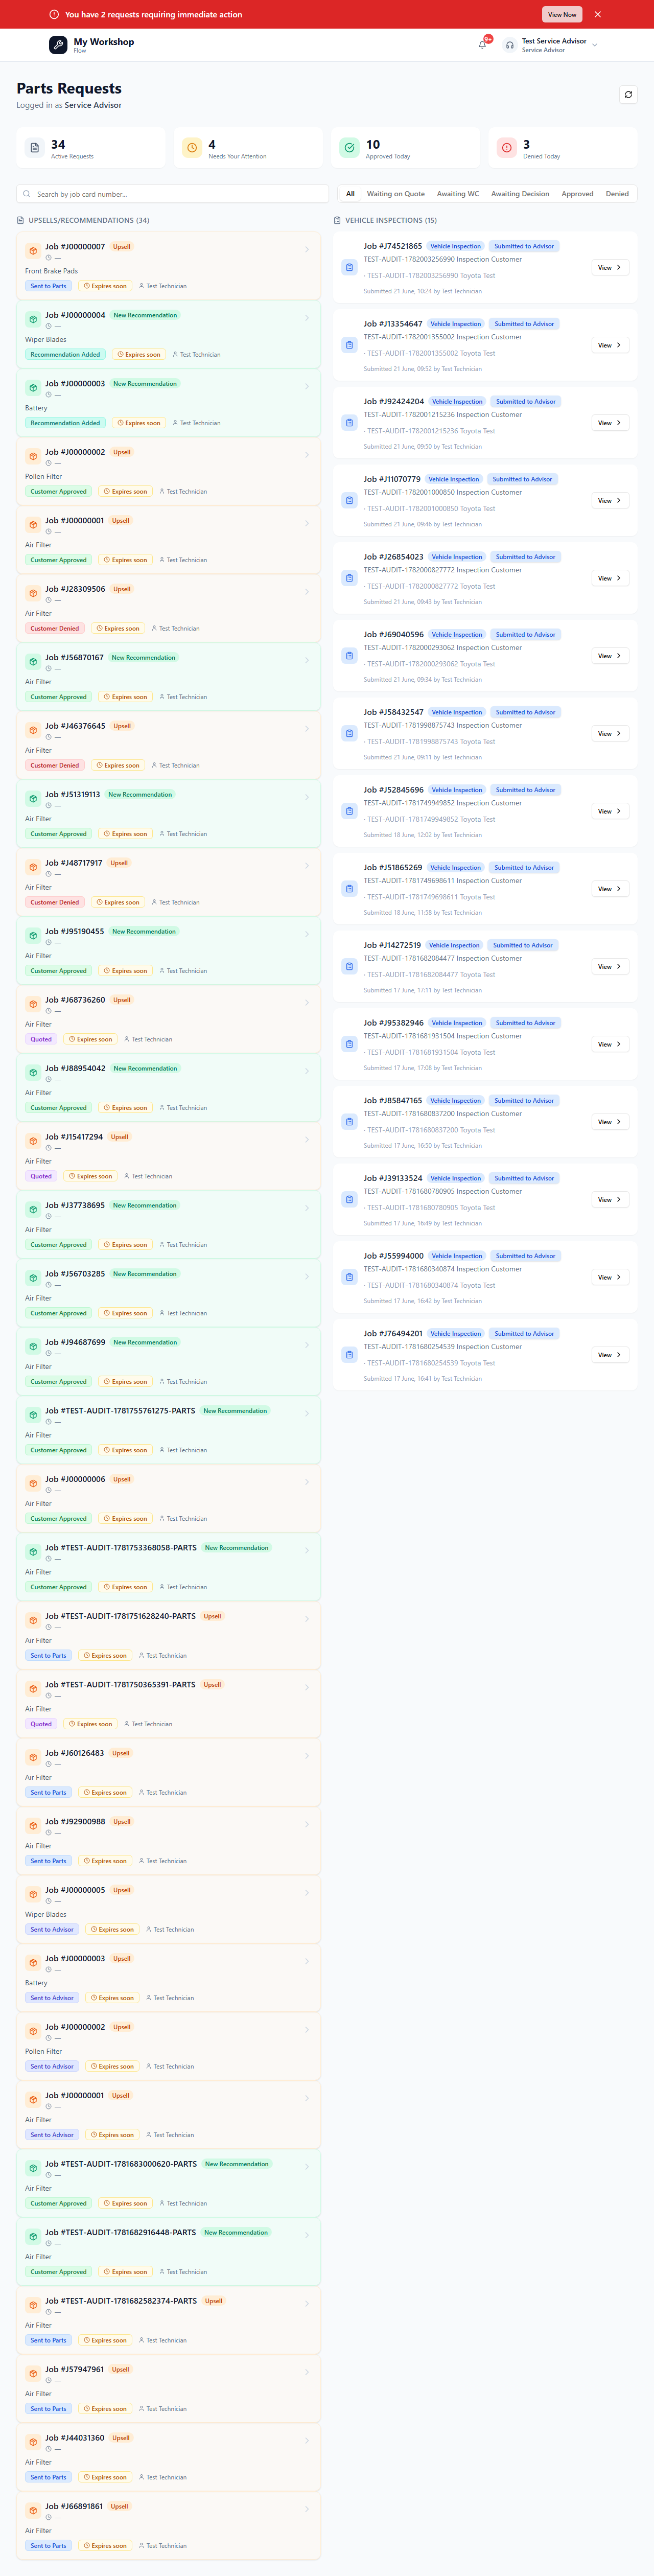 You have 2 requests requiring immediate action
View Now
My Workshop
Flow
9+
Test Service Advisor
Service Advisor
Parts Requests
Logged in as Service Advisor
34
Active Requests
4
Needs Your Attention
10
Approved Today
3
Denied Today
Search by job card number...
All Waiting on Quote Awaiting WC Awaiting Decision Approved Denied
UPSELLS/RECOMMENDATIONS (34)
Job #J00000007 Upsell
—
Front Brake Pads
Sent to Parts Expires soon Test Technician
Job #J00000004 New Recommendation
—
Wiper Blades
Recommendation Added Expires soon Test Technician
Job #J00000003 New Recommendation
—
Battery
Recommendation Added Expires soon Test Technician
Job #J00000002 Upsell
—
Pollen Filter
Customer Approved Expires soon Test Technician
Job #J00000001 Upsell
—
Air Filter
Customer Approved Expires soon Test Technician
Job #J28309506 Upsell
—
Air Filter
Customer Denied Expires soon Test Technician
Job #J56870167 New Recommendation
—
Air Filter
Customer Approved Expires soon Test Technician
Job #J46376645 Upsell
—
Air Filter
Customer Denied Expires soon Test Technician
Job #J51319113 New Recommendation
—
Air Filter
Customer Approved Expires soon Test Technician
Job #J48717917 Upsell
—
Air Filter
Customer Denied Expires soon Test Technician
Job #J95190455 New Recommendation
—
Air Filter
Customer Approved Expires soon Test Technician
Job #J68736260 Upsell
—
Air Filter
Quoted Expires soon Test Technician
Job #J88954042 New Recommendation
—
Air Filter
Customer Approved Expires soon Test Technician
Job #J15417294 Upsell
—
Air Filter
Quoted Expires soon Test Technician
Job #J37738695 New Recommendation
—
Air Filter
Customer Approved Expires soon Test Technician
Job #J56703285 New Recommendation
—
Air Filter
Customer Approved Expires soon Test Technician
Job #J94687699 New Recommendation
—
Air Filter
Customer Approved Expires soon Test Technician
Job #TEST-AUDIT-1781755761275-PARTS New Recommendation
—
Air Filter
Customer Approved Expires soon Test Technician
Job #J00000006 Upsell
—
Air Filter
Customer Approved Expires soon Test Technician
Job #TEST-AUDIT-1781753368058-PARTS New Recommendation
—
Air Filter
Customer Approved Expires soon Test Technician
Job #TEST-AUDIT-1781751628240-PARTS Upsell
—
Air Filter
Sent to Parts Expires soon Test Technician
Job #TEST-AUDIT-1781750365391-PARTS Upsell
—
Air Filter
Quoted Expires soon Test Technician
Job #J60126483 Upsell
—
Air Filter
Sent to Parts Expires soon Test Technician
Job #J92900988 Upsell
—
Air Filter
Sent to Parts Expires soon Test Technician
Job #J00000005 Upsell
—
Wiper Blades
Sent to Advisor Expires soon Test Technician
Job #J00000003 Upsell
—
Battery
Sent to Advisor Expires soon Test Technician
Job #J00000002 Upsell
—
Pollen Filter
Sent to Advisor Expires soon Test Technician
Job #J00000001 Upsell
—
Air Filter
Sent to Advisor Expires soon Test Technician
Job #TEST-AUDIT-1781683000620-PARTS New Recommendation
—
Air Filter
Customer Approved Expires soon Test Technician
Job #TEST-AUDIT-1781682916448-PARTS New Recommendation
—
Air Filter
Customer Approved Expires soon Test Technician
Job #TEST-AUDIT-1781682582374-PARTS Upsell
—
Air Filter
Sent to Parts Expires soon Test Technician
Job #J57947961 Upsell
—
Air Filter
Sent to Parts Expires soon Test Technician
Job #J44031360 Upsell
—
Air Filter
Sent to Parts Expires soon Test Technician
Job #J66891861 Upsell
—
Air Filter
Sent to Parts Expires soon Test Technician
VEHICLE INSPECTIONS (15)
Job #J74521865 Vehicle Inspection Submitted to Advisor
TEST-AUDIT-1782003256990 Inspection Customer
· TEST-AUDIT-1782003256990 Toyota Test
Submitted 21 June, 10:24 by Test Technician
View
Job #J13354647 Vehicle Inspection Submitted to Advisor
TEST-AUDIT-1782001355002 Inspection Customer
· TEST-AUDIT-1782001355002 Toyota Test
Submitted 21 June, 09:52 by Test Technician
View
Job #J92424204 Vehicle Inspection Submitted to Advisor
TEST-AUDIT-1782001215236 Inspection Customer
· TEST-AUDIT-1782001215236 Toyota Test
Submitted 21 June, 09:50 by Test Technician
View
Job #J11070779 Vehicle Inspection Submitted to Advisor
TEST-AUDIT-1782001000850 Inspection Customer
· TEST-AUDIT-1782001000850 Toyota Test
Submitted 21 June, 09:46 by Test Technician
View
Job #J26854023 Vehicle Inspection Submitted to Advisor
TEST-AUDIT-1782000827772 Inspection Customer
· TEST-AUDIT-1782000827772 Toyota Test
Submitted 21 June, 09:43 by Test Technician
View
Job #J69040596 Vehicle Inspection Submitted to Advisor
TEST-AUDIT-1782000293062 Inspection Customer
· TEST-AUDIT-1782000293062 Toyota Test
Submitted 21 June, 09:34 by Test Technician
View
Job #J58432547 Vehicle Inspection Submitted to Advisor
TEST-AUDIT-1781998875743 Inspection Customer
· TEST-AUDIT-1781998875743 Toyota Test
Submitted 21 June, 09:11 by Test Technician
View
Job #J52845696 Vehicle Inspection Submitted to Advisor
TEST-AUDIT-1781749949852 Inspection Customer
· TEST-AUDIT-1781749949852 Toyota Test
Submitted 18 June, 12:02 by Test Technician
View
Job #J51865269 Vehicle Inspection Submitted to Advisor
TEST-AUDIT-1781749698611 Inspection Customer
· TEST-AUDIT-1781749698611 Toyota Test
Submitted 18 June, 11:58 by Test Technician
View
Job #J14272519 Vehicle Inspection Submitted to Advisor
TEST-AUDIT-1781682084477 Inspection Customer
· TEST-AUDIT-1781682084477 Toyota Test
Submitted 17 June, 17:11 by Test Technician
View
Job #J95382946 Vehicle Inspection Submitted to Advisor
TEST-AUDIT-1781681931504 Inspection Customer
· TEST-AUDIT-1781681931504 Toyota Test
Submitted 17 June, 17:08 by Test Technician
View
Job #J85847165 Vehicle Inspection Submitted to Advisor
TEST-AUDIT-1781680837200 Inspection Customer
· TEST-AUDIT-1781680837200 Toyota Test
Submitted 17 June, 16:50 by Test Technician
View
Job #J39133524 Vehicle Inspection Submitted to Advisor
TEST-AUDIT-1781680780905 Inspection Customer
· TEST-AUDIT-1781680780905 Toyota Test
Submitted 17 June, 16:49 by Test Technician
View
Job #J55994000 Vehicle Inspection Submitted to Advisor
TEST-AUDIT-1781680340874 Inspection Customer
· TEST-AUDIT-1781680340874 Toyota Test
Submitted 17 June, 16:42 by Test Technician
View
Job #J76494201 Vehicle Inspection Submitted to Advisor
TEST-AUDIT-1781680254539 Inspection Customer
· TEST-AUDIT-1781680254539 Toyota Test
Submitted 17 June, 16:41 by Test Technician
View